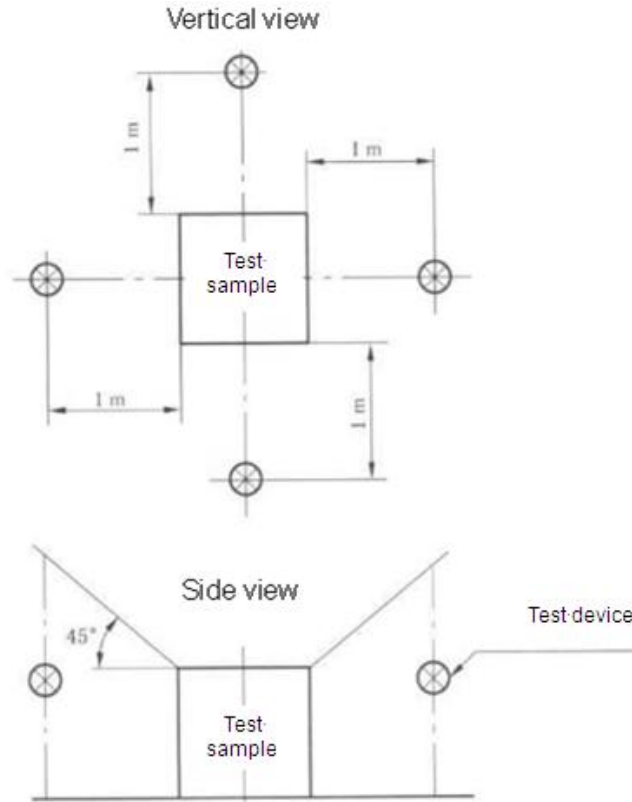 Vertical view
1 m
1 m
Test
sample
1 m
1 m
Side view
45°
Test device
Test
sample